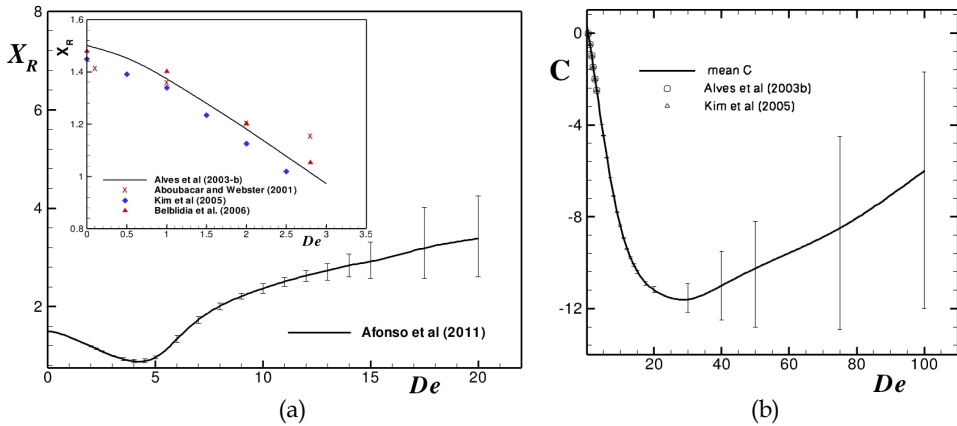 (a)
8
X_R
6
4
2
0
5
10
15
20
De
Afonso et al (2011)
1.6
X_R
1.4
1.2
1
0.8
0
0.5
1
1.5
2
2.5
3
3.5
De
Alves et al (2003-b)
Aboubacar and Webster (2001)
Kim et al (2005)
Belblidia et al. (2006)
(b)
0
C
-4
-8
-12
20
40
60
80
100
De
mean C
Alves et al (2003b)
Kim et al (2005)